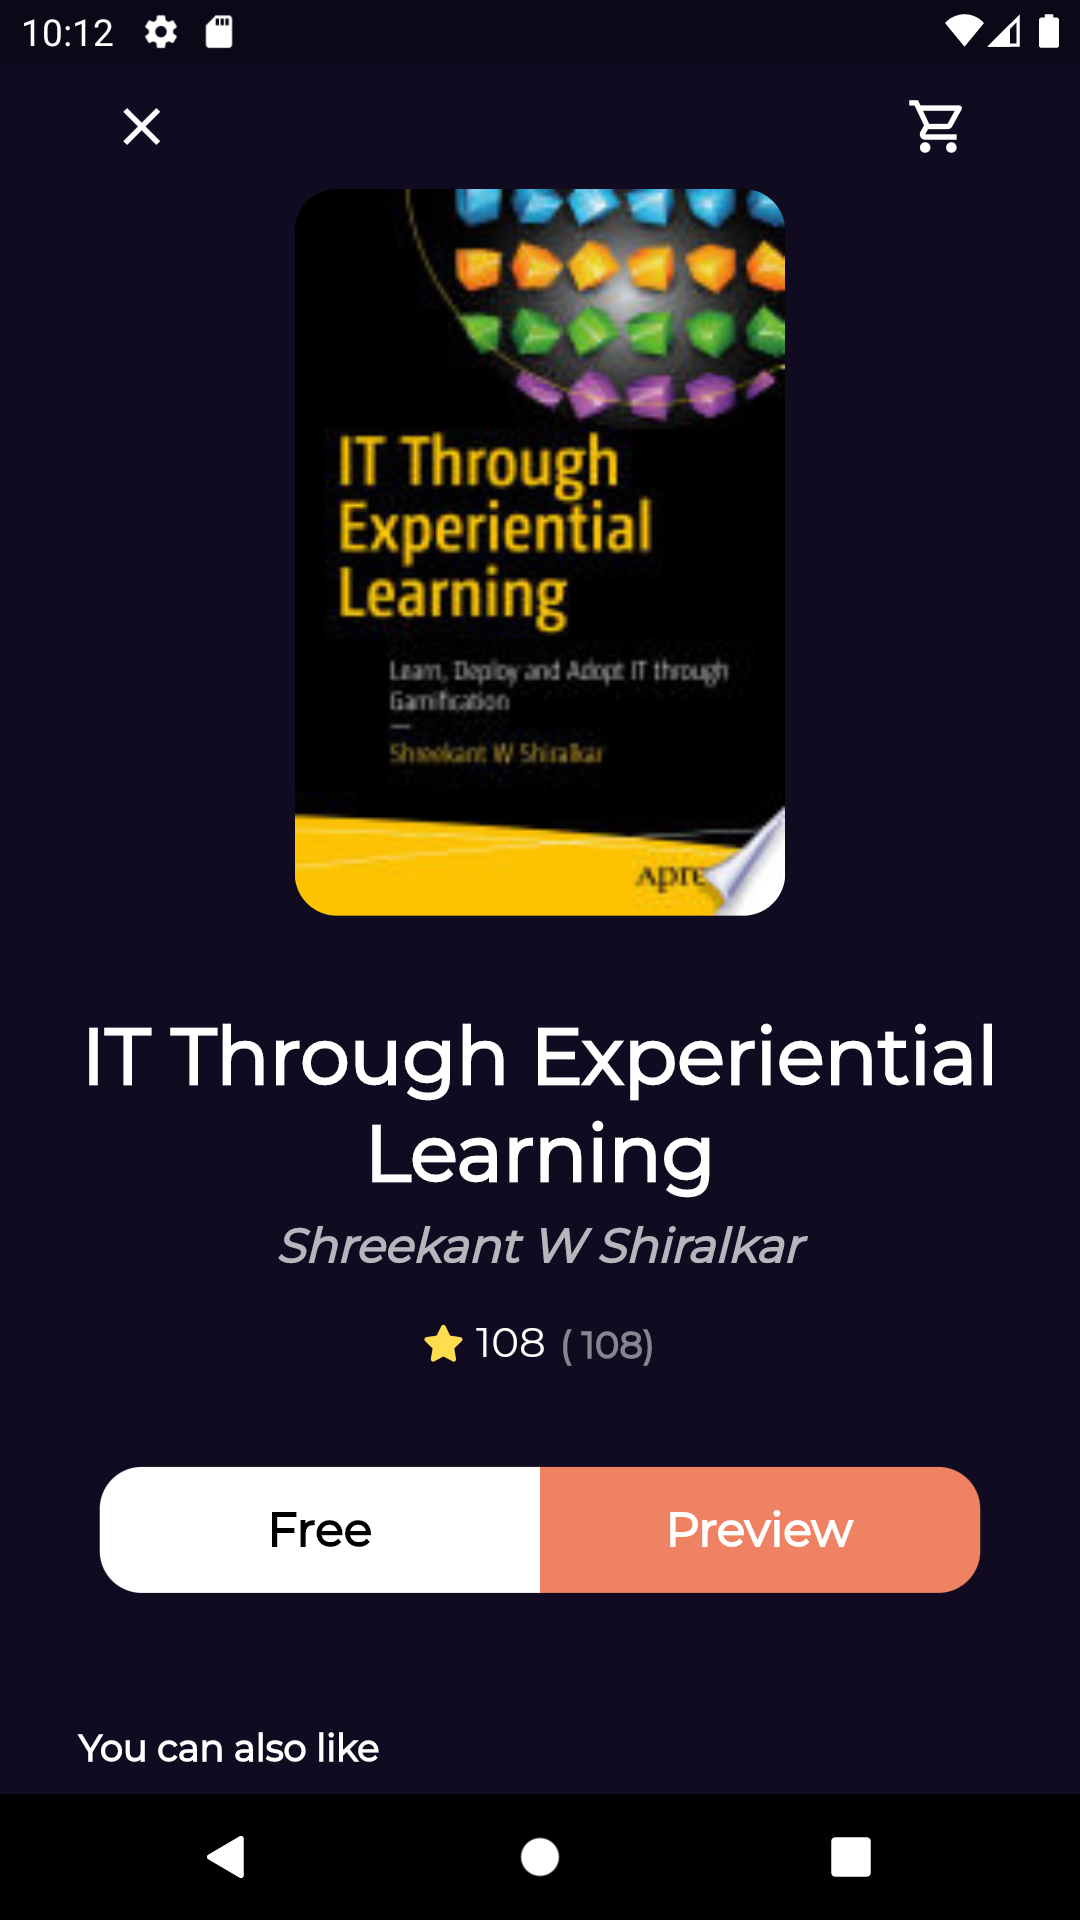 10:12
IT Through
Experiential
Learning
Learn, Deploy and Adopt IT through
Gamification
—
Shreekant W Shiralkar
IT Through Experiential
Learning
Shreekant W Shiralkar
108 (108)
Free
Preview
You can also like